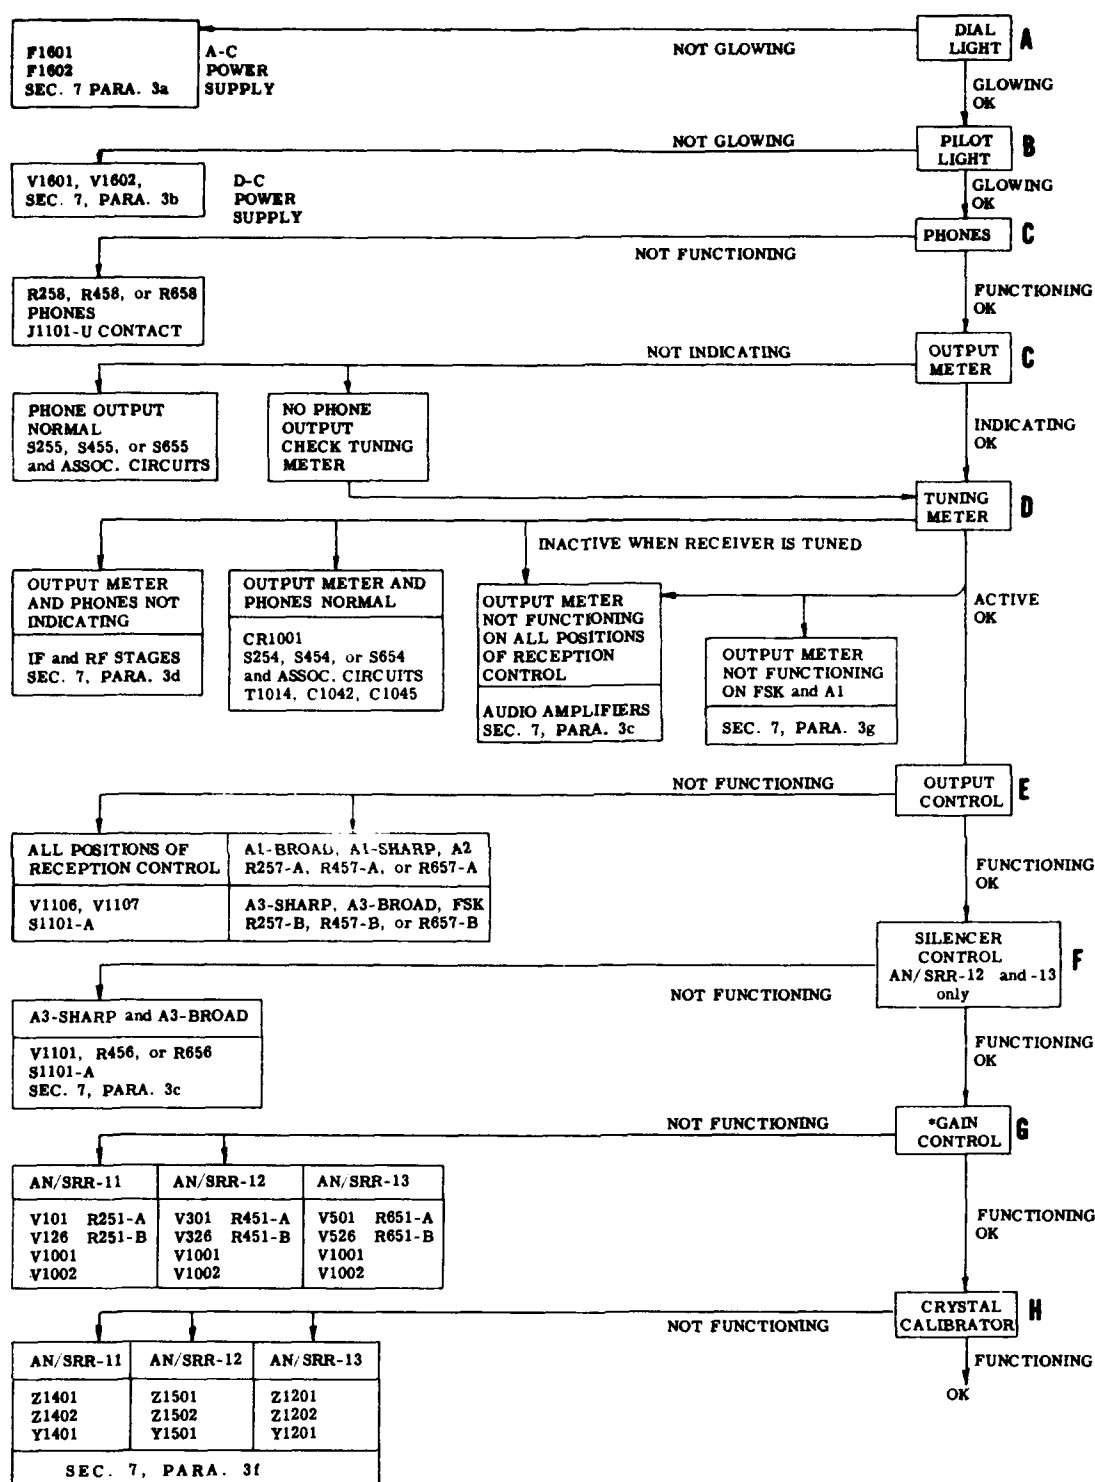 DIAL
LIGHT
A
NOT GLOWING
F1601
F1602
SEC. 7 PARA. 3a
A-C
POWER
SUPPLY
GLOWING
OK
PILOT
LIGHT
B
NOT GLOWING
V1601, V1602,
SEC. 7, PARA. 3b
D-C
POWER
SUPPLY
GLOWING
OK
PHONES
C
NOT FUNCTIONING
R258, R458, or R658
PHONES
J1101-U CONTACT
FUNCTIONING
OK
OUTPUT
METER
C
NOT INDICATING
PHONE OUTPUT
NORMAL
S255, S455, or S655
and ASSOC. CIRCUITS
NO PHONE
OUTPUT
CHECK TUNING
METER
INDICATING
OK
TUNING
METER
D
INACTIVE WHEN RECEIVER IS TUNED
OUTPUT METER
AND PHONES NOT
INDICATING
IF and RF STAGES
SEC. 7, PARA. 3d
OUTPUT METER AND
PHONES NORMAL
CR1001
S254, S454, or S654
and ASSOC. CIRCUITS
T1014, C1042, C1045
OUTPUT METER
NOT FUNCTIONING
ON ALL POSITIONS
OF RECEPTION
CONTROL
AUDIO AMPLIFIERS
SEC. 7, PARA. 3c
OUTPUT METER
NOT FUNCTIONING
ON FSK and A1
SEC. 7, PARA. 3g
ACTIVE
OK
OUTPUT
CONTROL
E
NOT FUNCTIONING
ALL POSITIONS OF
RECEPTION CONTROL
V1106, V1107
S1101-A
A1-BROAD, A1-SHARP, A2
R257-A, R457-A, or R657-A
A3-SHARP, A3-BROAD, FSK
R257-B, R457-B, or R657-B
FUNCTIONING
OK
SILENCER
CONTROL
AN/SRR-12 and -13
only
F
NOT FUNCTIONING
A3-SHARP and A3-BROAD
V1101, R456, or R656
S1101-A
SEC. 7, PARA. 3c
FUNCTIONING
OK
*GAIN
CONTROL
G
NOT FUNCTIONING
AN/SRR-11
V101 R251-A
V126 R251-B
V1001
V1002
AN/SRR-12
V301 R451-A
V326 R451-B
V1001
V1002
AN/SRR-13
V501 R651-A
V526 R651-B
V1001
V1002
FUNCTIONING
OK
CRYSTAL
CALIBRATOR
H
NOT FUNCTIONING
AN/SRR-11
Z1401
Z1402
Y1401
AN/SRR-12
Z1501
Z1502
Y1501
AN/SRR-13
Z1201
Z1202
Y1201
SEC. 7, PARA. 3f
FUNCTIONING
OK